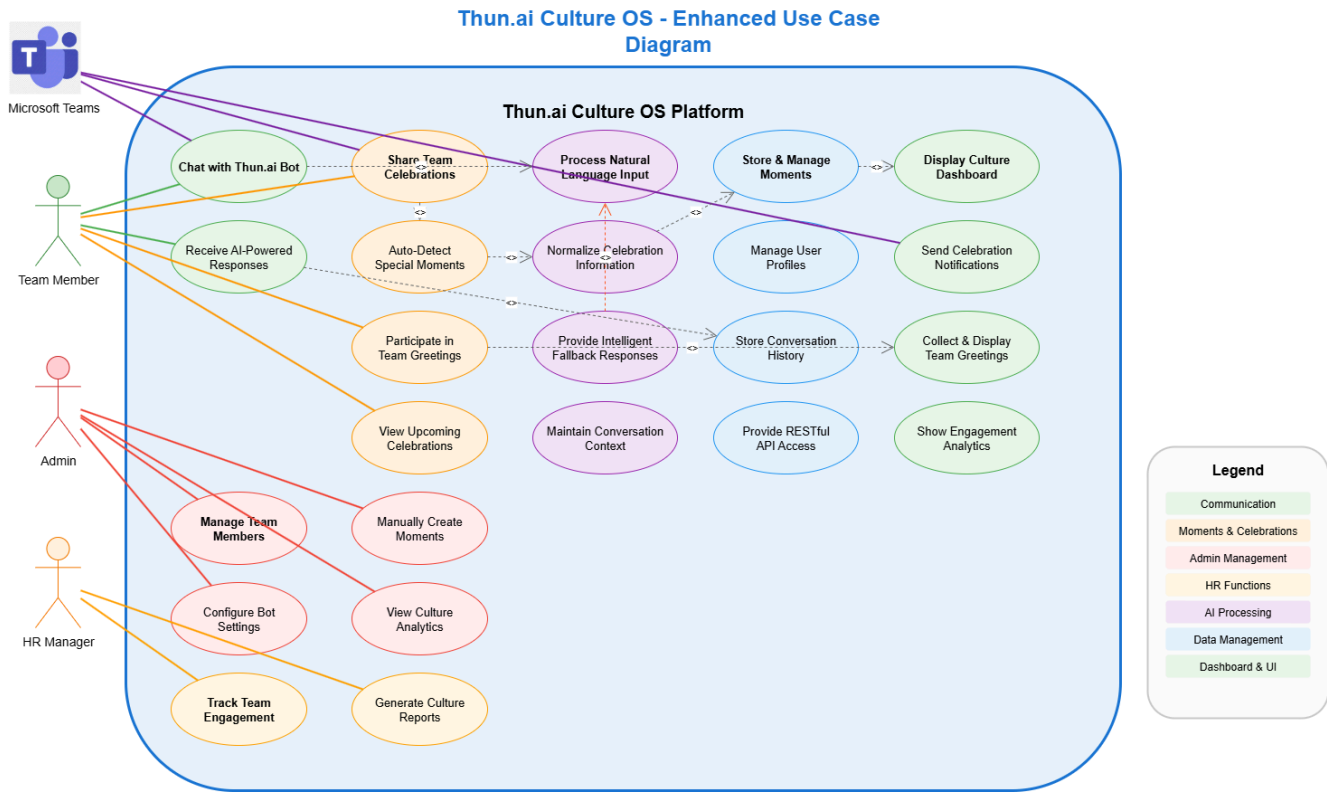 Thun.ai Culture OS - Enhanced Use Case
Diagram
T
Microsoft Teams
Thun.ai Culture OS Platform
Chat with Thun.ai Bot
Share Team
Celebrations
Process Natural
Language Input
Store & Manage
Moments
Display Culture
Dashboard
<>
<>
<>
<>
Team Member
Receive AI-Powered
Responses
Auto-Detect
Special Moments
Normalize Celebration
Information
Manage User
Profiles
Send Celebration
Notifications
<>
<>
<>
Participate in
Team Greetings
Provide Intelligent
Fallback Responses
Store Conversation
History
Collect & Display
Team Greetings
<>
Admin
View Upcoming
Celebrations
Maintain Conversation
Context
Provide RESTful
API Access
Show Engagement
Analytics
Manage Team
Members
Manually Create
Moments
HR Manager
Configure Bot
Settings
View Culture
Analytics
Track Team
Engagement
Generate Culture
Reports
Legend
Communication
Moments & Celebrations
Admin Management
HR Functions
AI Processing
Data Management
Dashboard & UI